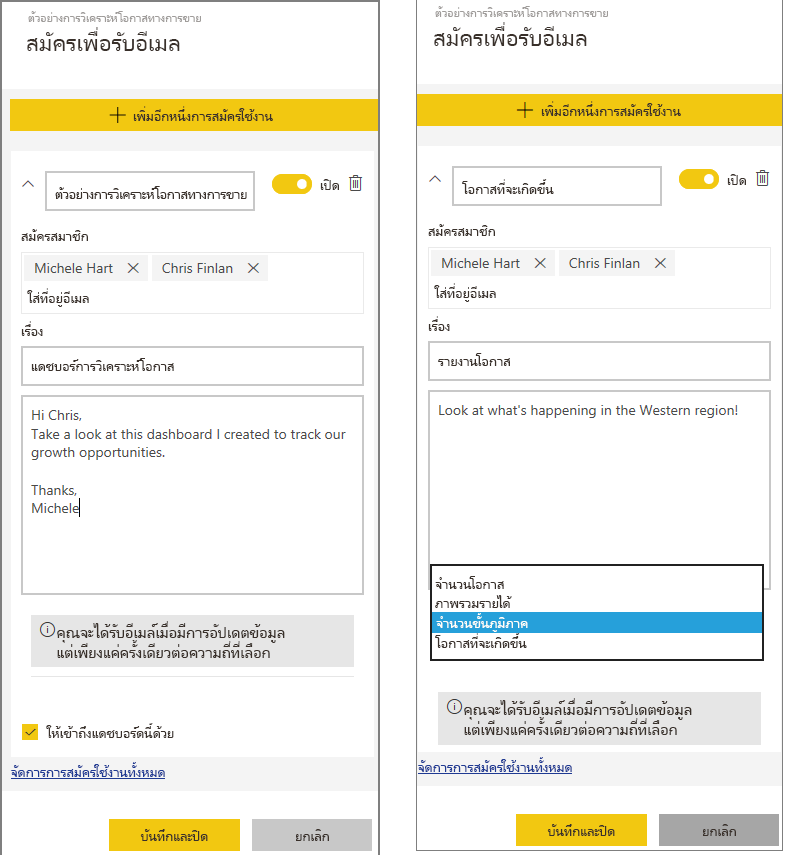 ตัวอย่างการวิเคราะห์โอกาสทางการขาย
สมัครเพื่อรับอีเมล
เพิ่มอีกหนึ่งการสมัครใช้งาน
ตัวอย่างการวิเคราะห์โอกาสทางการขาย
เปิด
สมัครสมาชิก
Michele Hart
Chris Finlan
ใส่ที่อยู่อีเมล
เรื่อง
แดชบอร์การวิเคราะห์โอกาส
Hi Chris,
Take a look at this dashboard I created to track our
growth opportunities.
Thanks,
Michele
คุณจะได้รับอีเมล์เมื่อมีการอัปเดตข้อมูล
แต่เพียงแค่ครั้งเดียวต่อความถี่ที่เลือก
ให้เข้าถึงแดชบอร์ดนี้ด้วย
จัดการการสมัครใช้งานทั้งหมด
บันทึกและปิด
ยกเลิก
ตัวอย่างการวิเคราะห์โอกาสทางการขาย
สมัครเพื่อรับอีเมล
เพิ่มอีกหนึ่งการสมัครใช้งาน
โอกาสที่จะเกิดขึ้น
เปิด
สมัครสมาชิก
Michele Hart
Chris Finlan
ใส่ที่อยู่อีเมล
เรื่อง
รายงานโอกาส
Look at what's happening in the Western region!
จำนวนโอกาส
ภาพรวมรายได้
จำนวนชั้นภูมิภาค
โอกาสที่จะเกิดขึ้น
คุณจะได้รับอีเมล์เมื่อมีการอัปเดตข้อมูล
แต่เพียงแค่ครั้งเดียวต่อความถี่ที่เลือก
จัดการการสมัครใช้งานทั้งหมด
บันทึกและปิด
ยกเลิก